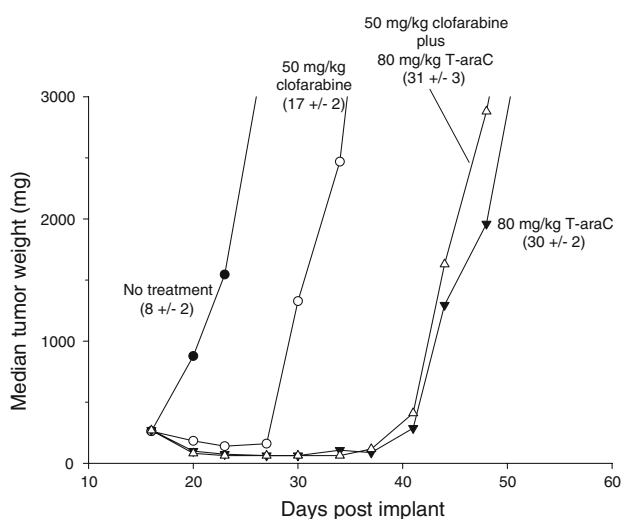 50 mg/kg clofarabine
plus
80 mg/kg T-araC
(31 +/- 3)
50 mg/kg
clofarabine
(17 +/- 2)
3000
2000
1000
0
Median tumor weight (mg)
No treatment
(8 +/- 2)
80 mg/kg T-araC
(30 +/- 2)
10
20
30
40
50
60
Days post implant